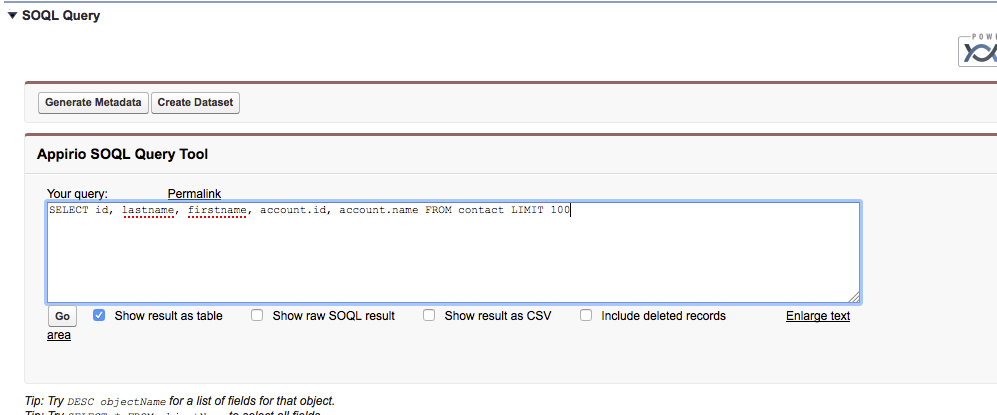 ▼ SOQL Query
POWE
Generate Metadata Create Dataset
Appirio SOQL Query Tool
Your query: Permalink
SELECT id, lastname, firstname, account.id, account.name FROM contact LIMIT 100
Go Show result as table Show raw SOQL result Show result as CSV Include deleted records Enlarge text
area
Tip: Try DESC objectName for a list of fields for that object.
Tip: Try SELECT * FROM objectName to select all fields